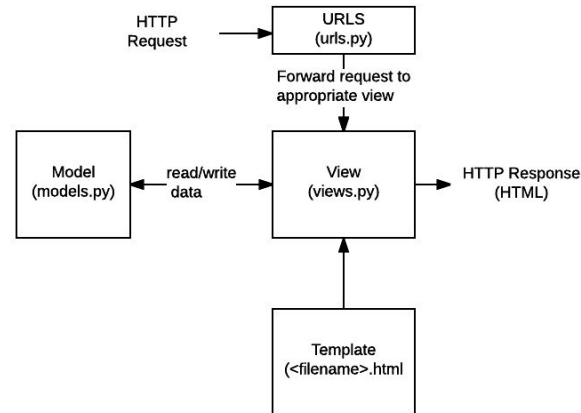 HTTP
Request
URLS
(urls.py)
Forward request to
appropriate view
Model
(models.py)
read/write
data
View
(views.py)
HTTP Response
(HTML)
Template
(<filename>.html